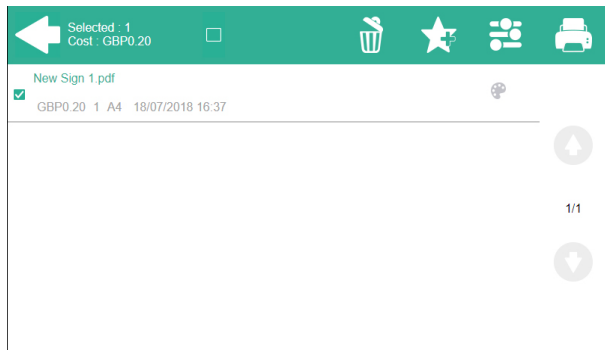 Selected : 1
Cost : GBP0.20
New Sign 1.pdf
GBP0.20 1 A4 18/07/2018 16:37
1/1